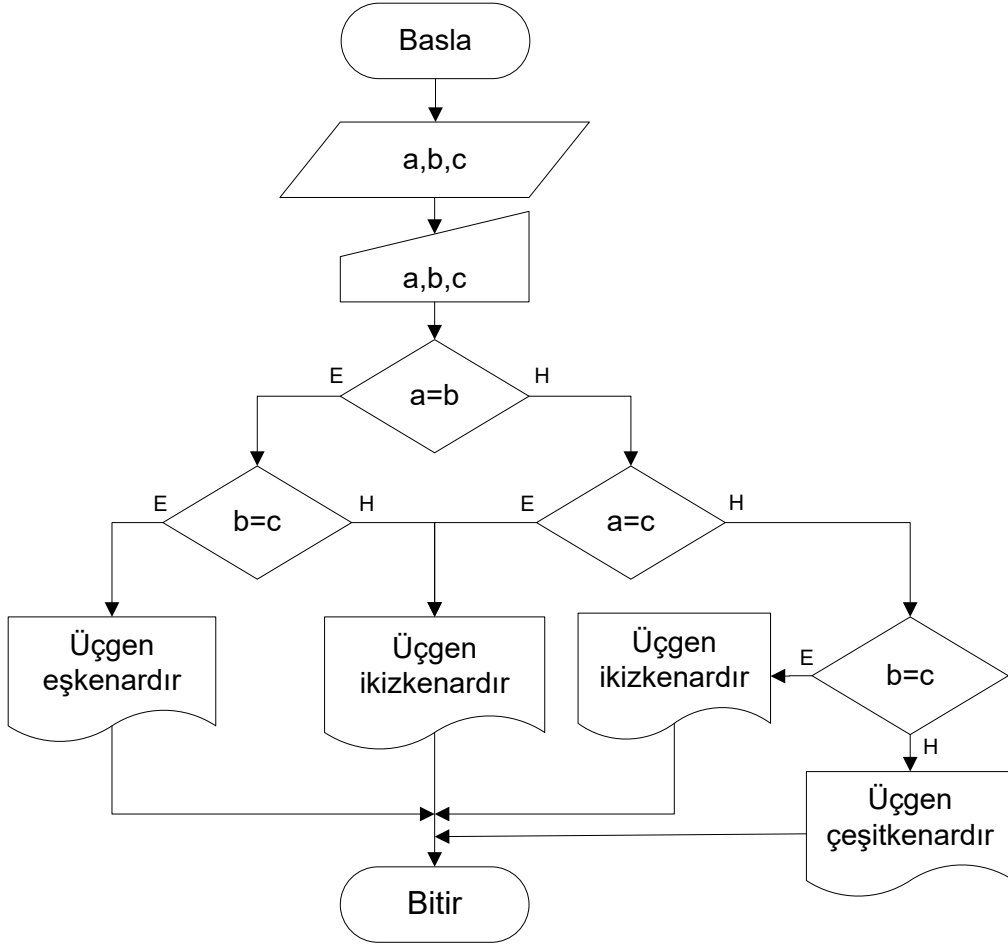 Basla
a,b,c
a,b,c
a=b
E
H
b=c
E
H
a=c
E
H
Üçgen
eşkenardır
Üçgen
ikizkenardır
Üçgen
ikizkenardır
b=c
E
H
Üçgen
çeşitkenardır
Bitir